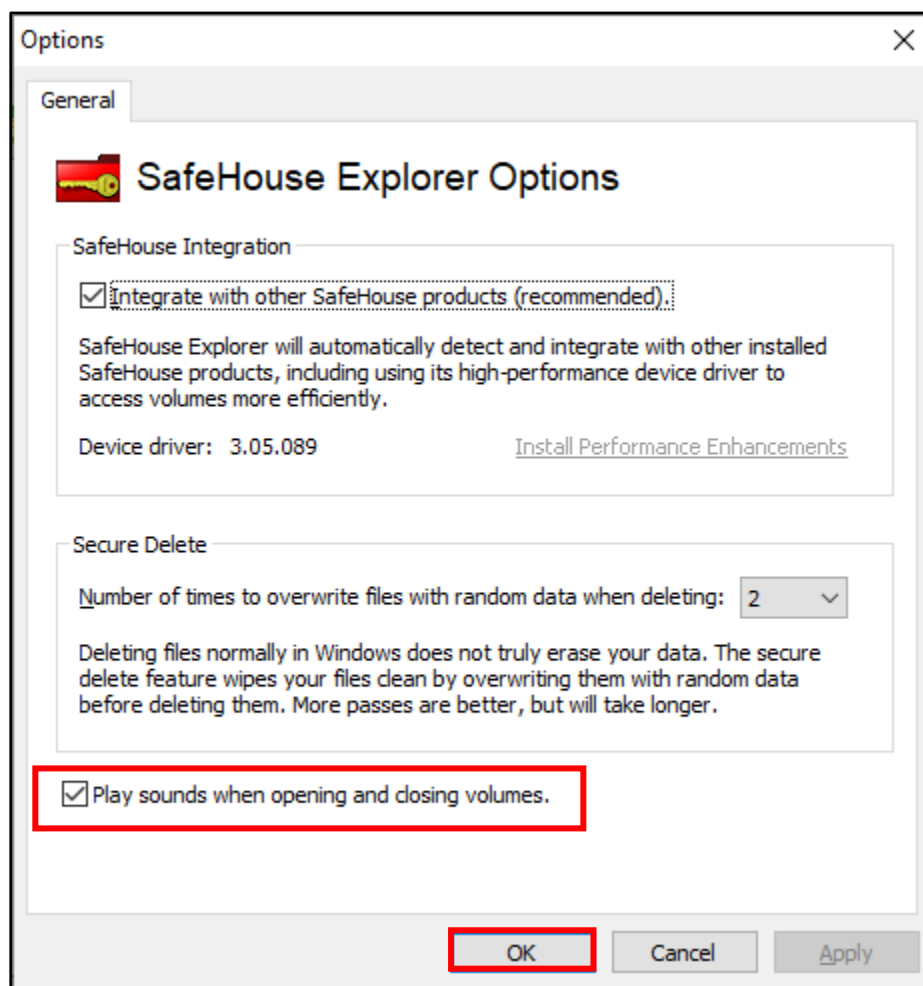 Options
General
SafeHouse Explorer Options
SafeHouse Integration
Integrate with other SafeHouse products (recommended).
SafeHouse Explorer will automatically detect and integrate with other installed
SafeHouse products, including using its high-performance device driver to
access volumes more efficiently.
Device driver: 3.05.089 Install Performance Enhancements
Secure Delete
Number of times to overwrite files with random data when deleting: 2
Deleting files normally in Windows does not truly erase your data. The secure
delete feature wipes your files clean by overwriting them with random data
before deleting them. More passes are better, but will take longer.
Play sounds when opening and closing volumes.
OK Cancel Apply